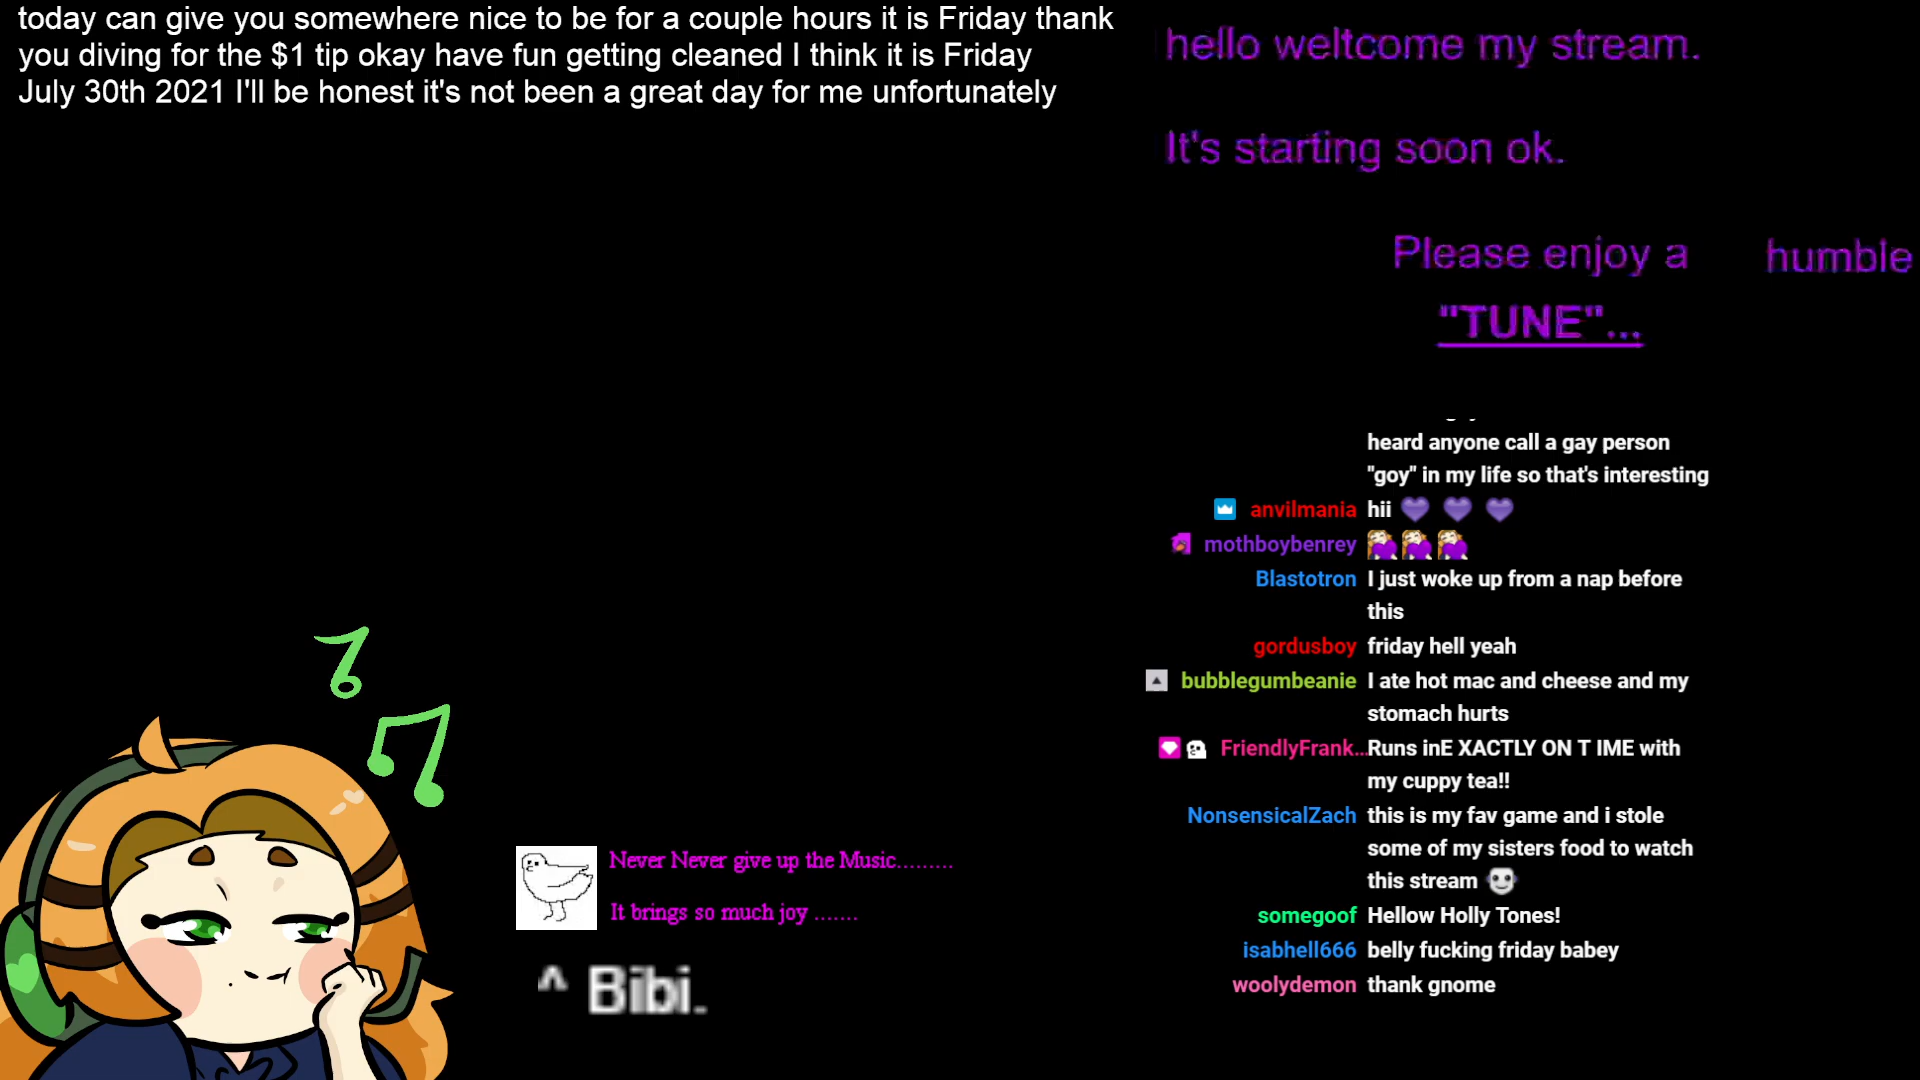 today can give you somewhere nice to be for a couple hours it is Friday thank
you diving for the $1 tip okay have fun getting cleaned I think it is Friday
July 30th 2021 I'll be honest it's not been a great day for me unfortunately
hello weltcome my stream.
It's starting soon ok.
Please enjoy a humble
"TUNE"...
heard anyone call a gay person
"goy" in my life so that's interesting
anvilmania hii
mothboybenrey
Blastotron I just woke up from a nap before
this
gordusboy friday hell yeah
bubblegumbeanie I ate hot mac and cheese and my
stomach hurts
FriendlyFrank... Runs inE XACTLY ON T IME with
my cuppy tea!!
NonsensicalZach this is my fav game and i stole
some of my sisters food to watch
this stream
somegoof Hellow Holly Tones!
isabhell666 belly fucking friday babey
woolydemon thank gnome
Never Never give up the Music.........
It brings so much joy .......
^ Bibi.